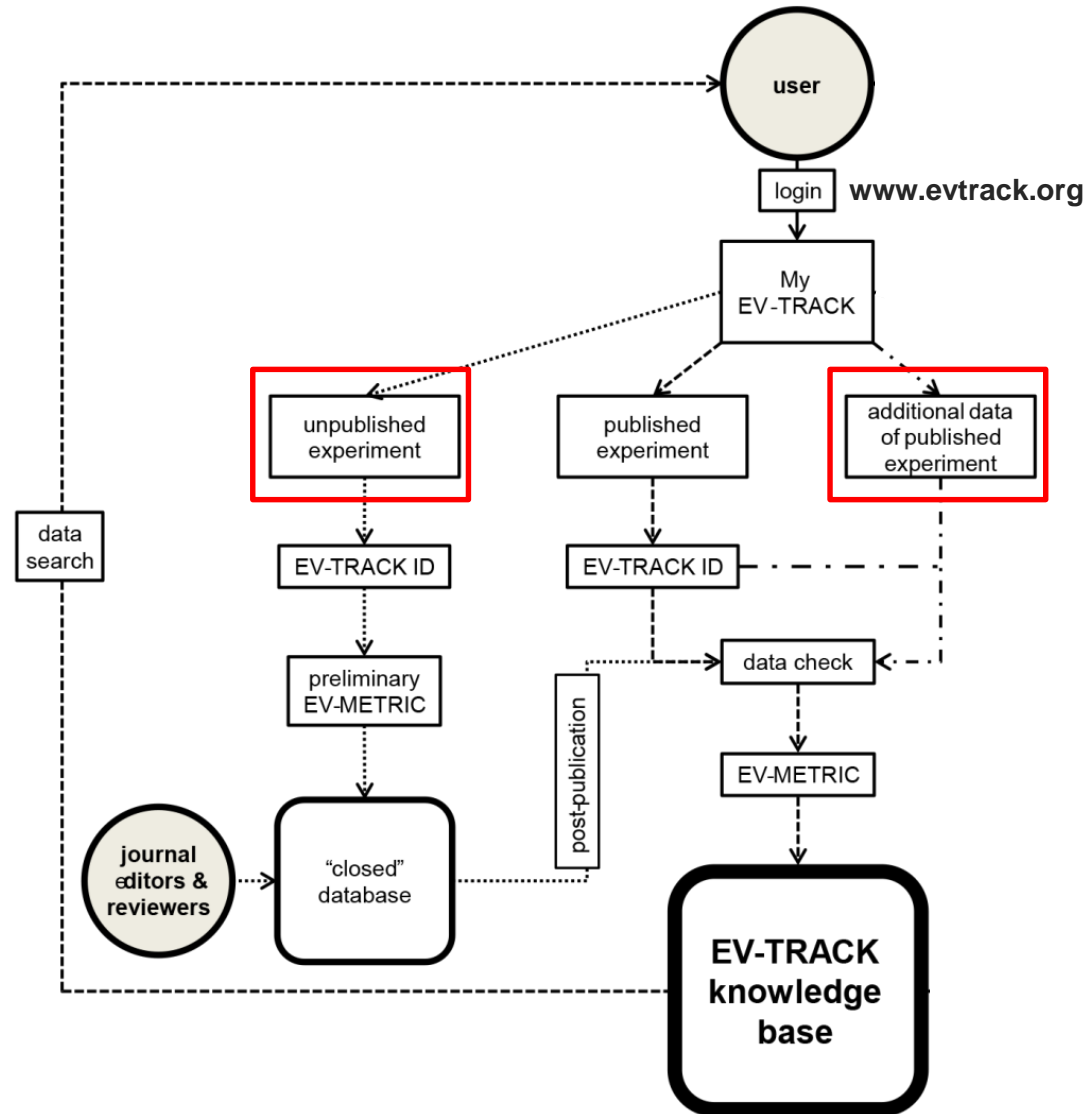 user
login
www.evtrack.org
My
EV-TRACK
unpublished
experiment
published
experiment
additional data
of published
experiment
data
search
EV-TRACK ID
EV-TRACK ID
preliminary
EV-METRIC
post-publication
data check
EV-METRIC
journal
editors &
reviewers
“closed”
database
EV-TRACK
knowledge
base